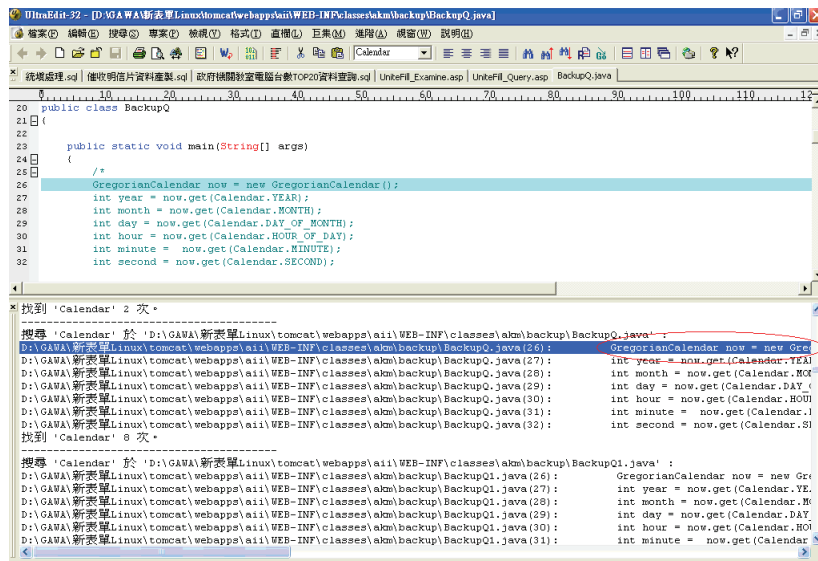 UltraEdit-32 - [D:\GAWA\新表單Linux\tomcat\webapps\aii\WEB-INF\classes\akm\backup\BackupQ.java]
檔案(F) 編輯(E) 搜尋(S) 專案(P) 檢視(V) 格式(T) 直欄(L) 巨集(M) 進階(A) 視窗(W) 說明(H)
Calendar
統墳處理.sql 催收明信片資料產製.sql 政府機關教室電腦台數TOP20資料查詢.sql UniteFill_Examine.asp UniteFill_Query.asp BackupQ.java
0 10 20 30 40 50 60 70 80 90 100 110 12
20 public class BackupQ
21 {
22
23 public static void main(String[] args)
24 {
25 /*
26 GregorianCalendar now = new GregorianCalendar();
27 int year = now.get(Calendar.YEAR);
28 int month = now.get(Calendar.MONTH);
29 int day = now.get(Calendar.DAY_OF_MONTH);
30 int hour = now.get(Calendar.HOUR_OF_DAY);
31 int minute =  now.get(Calendar.MINUTE);
32 int second = now.get(Calendar.SECOND);
找到 'Calendar' 2 次。
----------------------------------------
搜尋 'Calendar' 於 'D:\GAWA\新表單Linux\tomcat\webapps\aii\WEB-INF\classes\akm\backup\BackupQ.java' :
D:\GAWA\新表單Linux\tomcat\webapps\aii\WEB-INF\classes\akm\backup\BackupQ.java(26): GregorianCalendar now = new Greg
D:\GAWA\新表單Linux\tomcat\webapps\aii\WEB-INF\classes\akm\backup\BackupQ.java(27): int year = now.get(Calendar.YEAR
D:\GAWA\新表單Linux\tomcat\webapps\aii\WEB-INF\classes\akm\backup\BackupQ.java(28): int month = now.get(Calendar.MON
D:\GAWA\新表單Linux\tomcat\webapps\aii\WEB-INF\classes\akm\backup\BackupQ.java(29): int day = now.get(Calendar.DAY_
D:\GAWA\新表單Linux\tomcat\webapps\aii\WEB-INF\classes\akm\backup\BackupQ.java(30): int hour = now.get(Calendar.HOUR
D:\GAWA\新表單Linux\tomcat\webapps\aii\WEB-INF\classes\akm\backup\BackupQ.java(31): int minute =  now.get(Calendar.
D:\GAWA\新表單Linux\tomcat\webapps\aii\WEB-INF\classes\akm\backup\BackupQ.java(32): int second = now.get(Calendar.SE
找到 'Calendar' 8 次。
----------------------------------------
搜尋 'Calendar' 於 'D:\GAWA\新表單Linux\tomcat\webapps\aii\WEB-INF\classes\akm\backup\BackupQ1.java' :
D:\GAWA\新表單Linux\tomcat\webapps\aii\WEB-INF\classes\akm\backup\BackupQ1.java(26): GregorianCalendar now = new Gre
D:\GAWA\新表單Linux\tomcat\webapps\aii\WEB-INF\classes\akm\backup\BackupQ1.java(27): int year = now.get(Calendar.YE
D:\GAWA\新表單Linux\tomcat\webapps\aii\WEB-INF\classes\akm\backup\BackupQ1.java(28): int month = now.get(Calendar.M
D:\GAWA\新表單Linux\tomcat\webapps\aii\WEB-INF\classes\akm\backup\BackupQ1.java(29): int day = now.get(Calendar.DAY
D:\GAWA\新表單Linux\tomcat\webapps\aii\WEB-INF\classes\akm\backup\BackupQ1.java(30): int hour = now.get(Calendar.HO
D:\GAWA\新表單Linux\tomcat\webapps\aii\WEB-INF\classes\akm\backup\BackupQ1.java(31): int minute =  now.get(Calendar